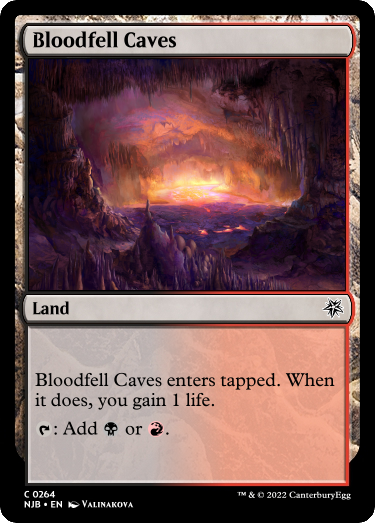 Bloodfell Caves
Land
Bloodfell Caves enters tapped. When
it does, you gain 1 life.
: Add or .
C 0264
NJB • EN Valinakova
™ & © 2022 CanterburyEgg